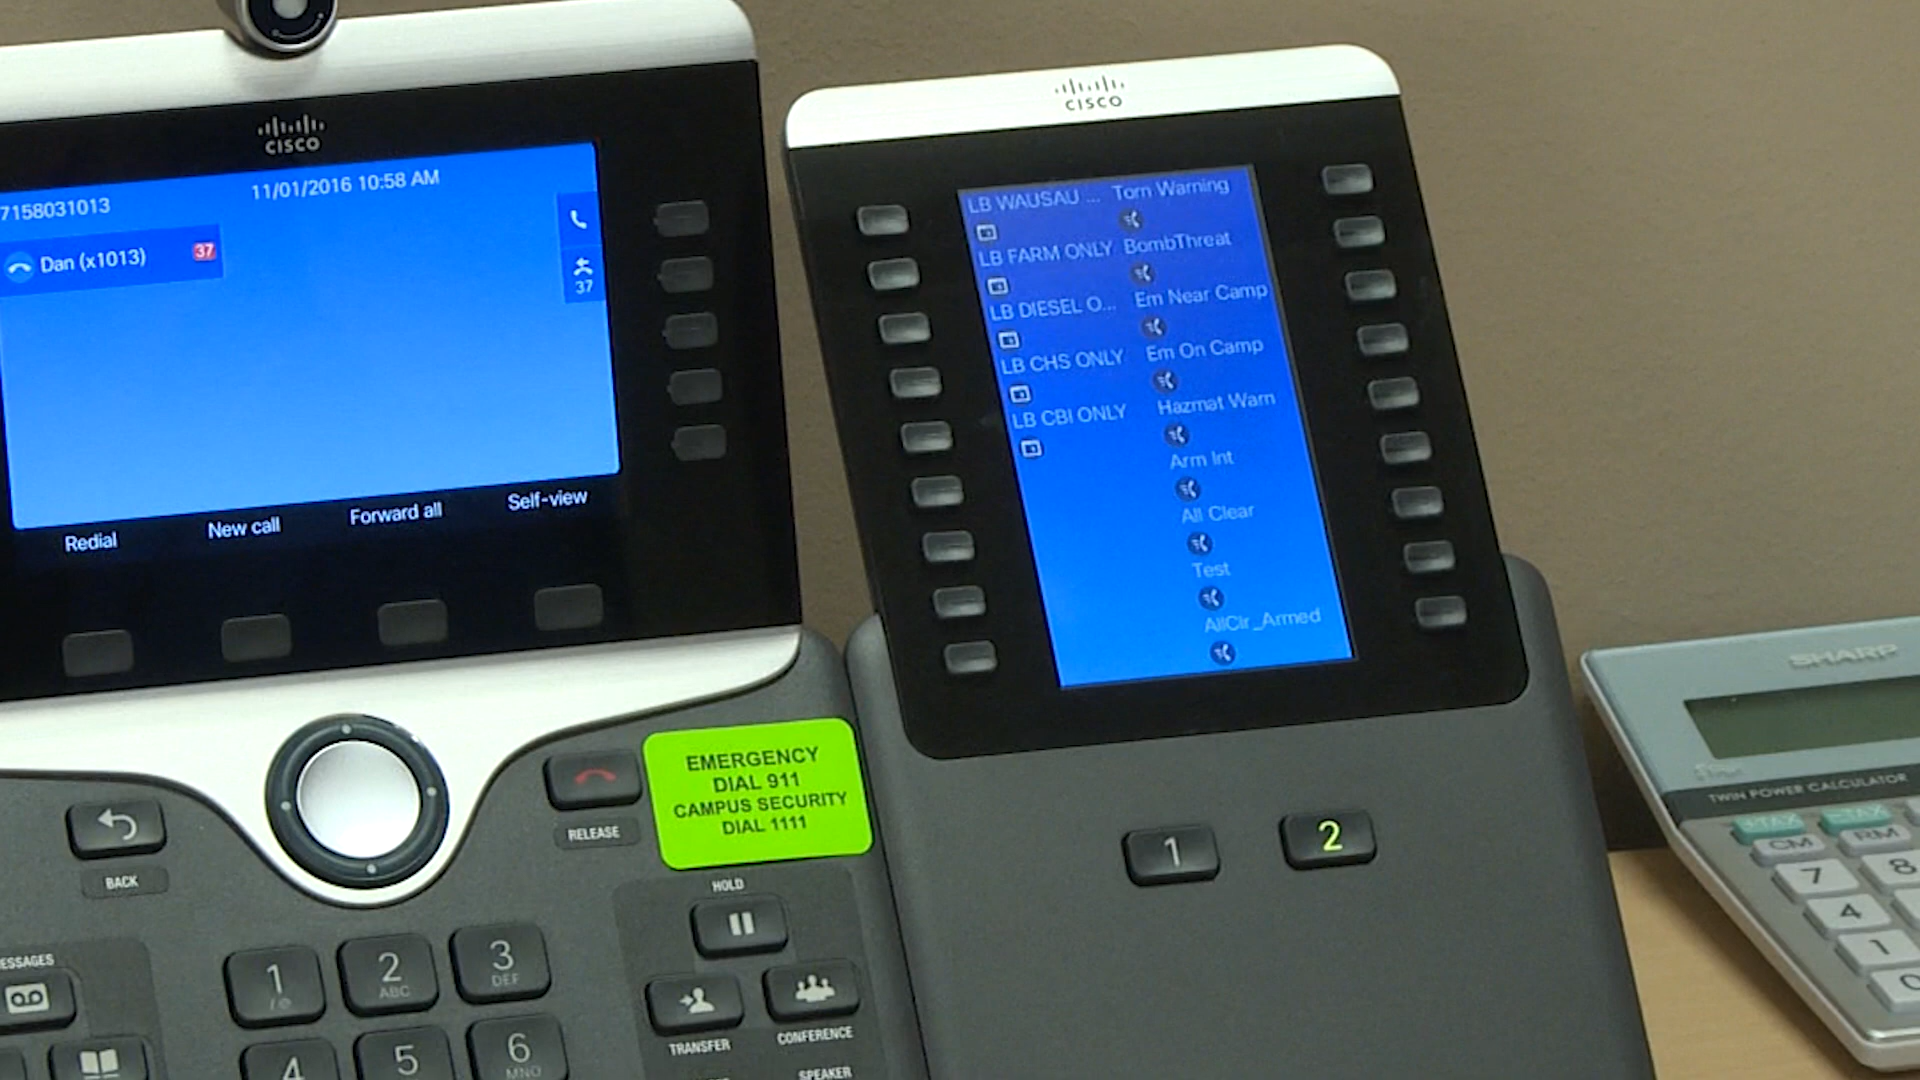 CISCO
7158031013
11/01/2016 10:58 AM
Dan (x1013)
37
37
Redial
New call
Forward all
Self-view
CISCO
LB WAUSAU ...
Torn Warning
LB FARM ONLY
BombThreat
LB DIESEL O...
Em Near Camp
LB CHS ONLY
Em On Camp
LB CBI ONLY
Hazmat Warn
Arm Int
All Clear
Test
AllClr_Armed
BACK
RELEASE
EMERGENCY
DIAL 911
CAMPUS SECURITY
DIAL 1111
HOLD
ESSAGES
1
2 ABC
3 DEF
4
5
6 MNO
TRANSFER
CONFERENCE
SPEAKER
1
2
SHARP
TWIN POWER CALCULATOR
+TAX
-TAX
CM
RM
7
8
4
1
0